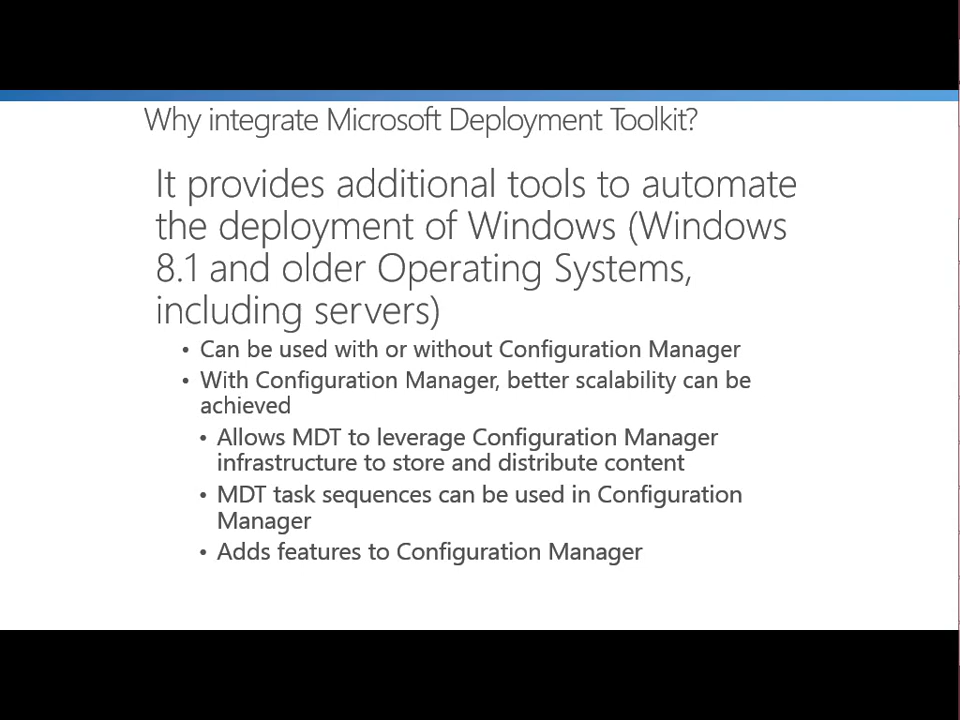 Why integrate Microsoft Deployment Toolkit?
It provides additional tools to automate
the deployment of Windows (Windows
8.1 and older Operating Systems,
including servers)
• Can be used with or without Configuration Manager
• With Configuration Manager, better scalability can be
achieved
• Allows MDT to leverage Configuration Manager
infrastructure to store and distribute content
• MDT task sequences can be used in Configuration
Manager
• Adds features to Configuration Manager